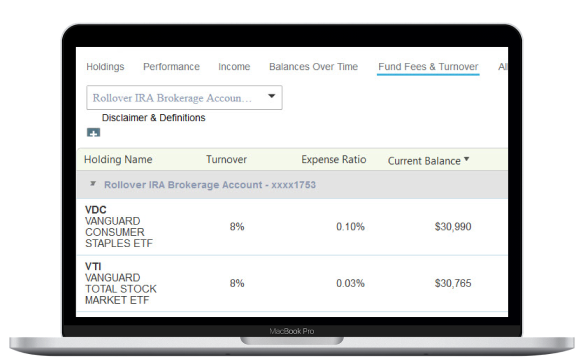 Holdings Performance Income Balances Over Time Fund Fees & Turnover Al
Rollover IRA Brokerage Accoun...
Disclaimer & Definitions
Holding Name Turnover Expense Ratio Current Balance
Rollover IRA Brokerage Account - xxxx1753
VDC
VANGUARD
CONSUMER
STAPLES ETF
8% 0.10% $30,990
VTI
VANGUARD
TOTAL STOCK
MARKET ETF
8% 0.03% $30,765
MacBook Pro